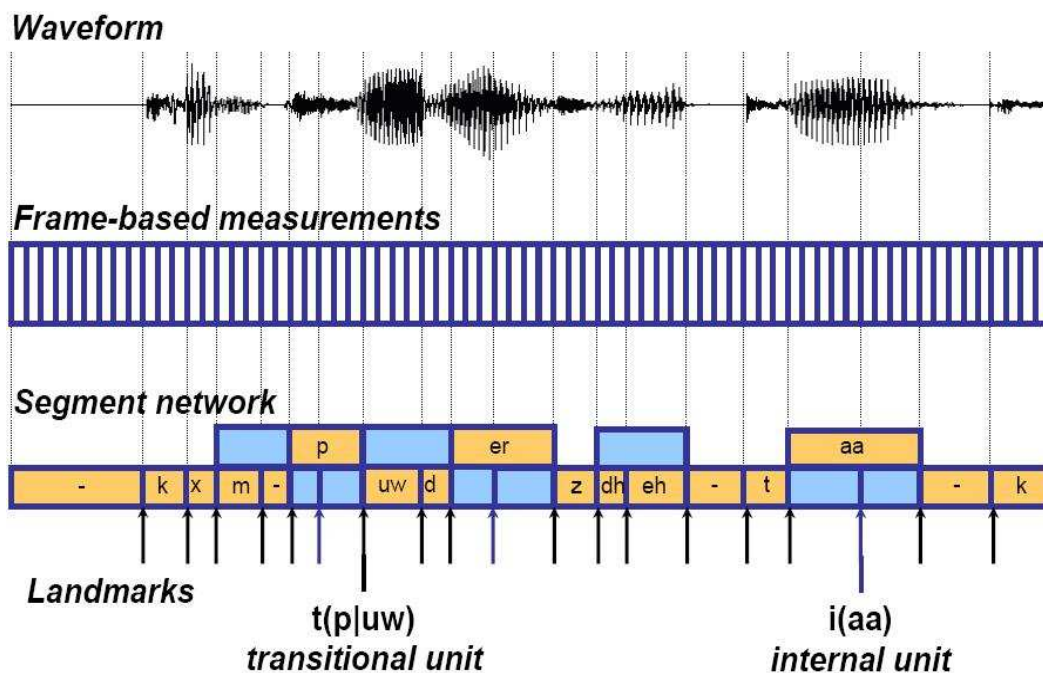 Waveform
Frame-based measurements
Segment network
p er aa
- k x m - uw d z dh eh - t - k
Landmarks
t(p|uw)
transitional unit
i(aa)
internal unit